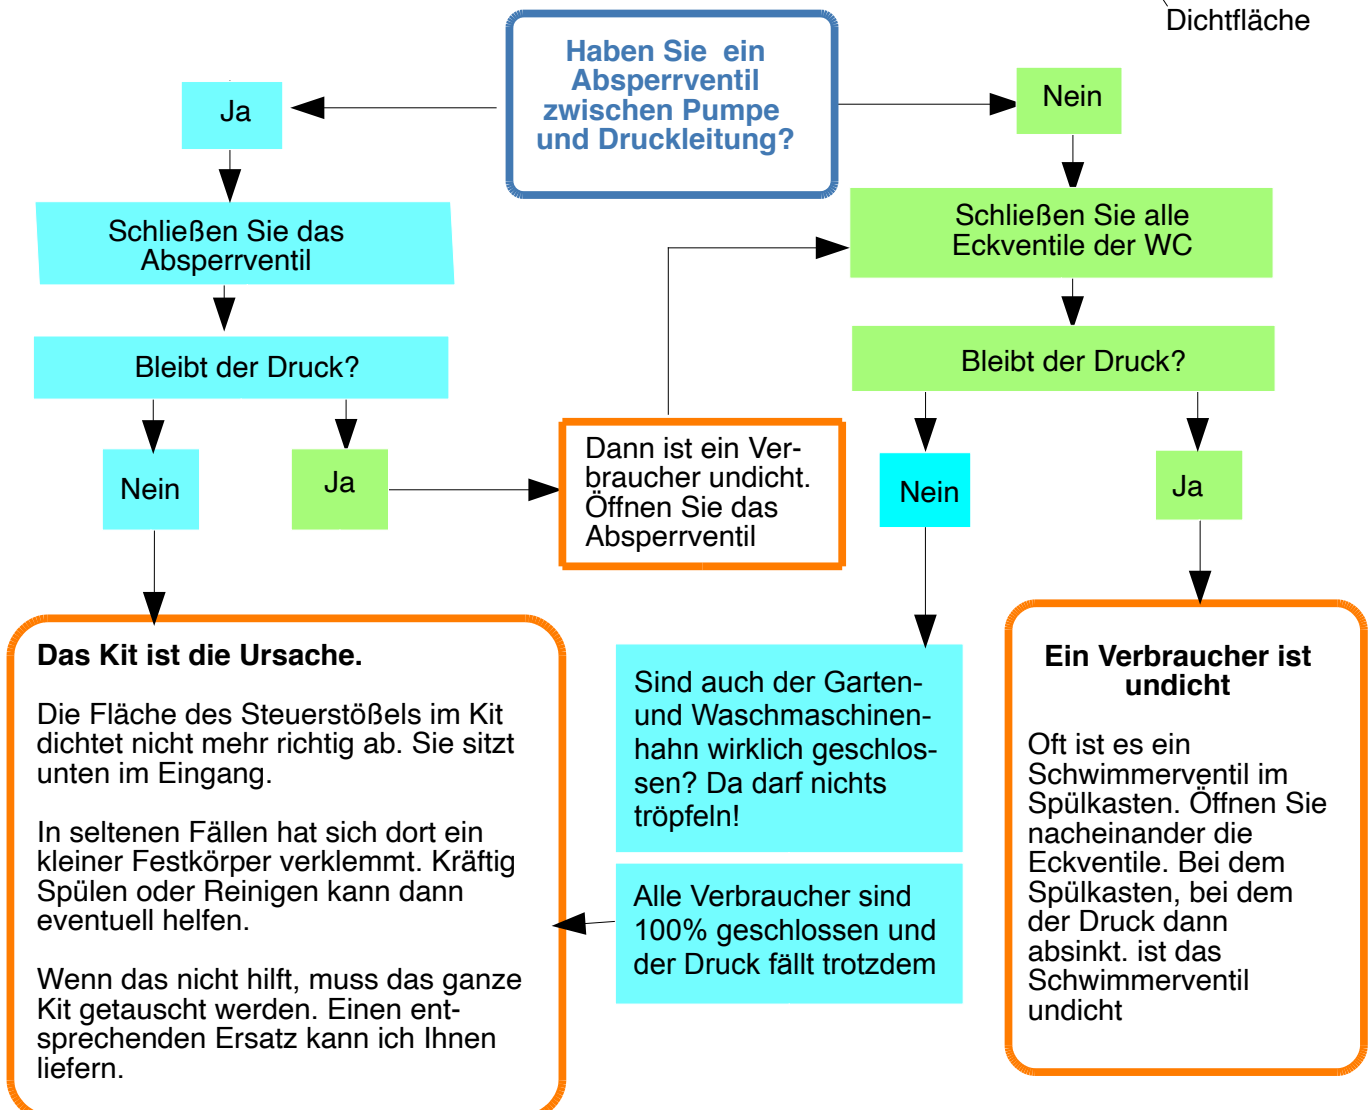 Dichtfläche
Haben Sie ein
Absperrventil
zwischen Pumpe
und Druckleitung?
Ja
Nein
Schließen Sie das
Absperrventil
Schließen Sie alle
Eckventile der WC
Bleibt der Druck?
Bleibt der Druck?
Nein
Ja
Dann ist ein Ver-
braucher undicht.
Öffnen Sie das
Absperrventil
Nein
Ja
Das Kit ist die Ursache.
Die Fläche des Steuerstößels im Kit
dichtet nicht mehr richtig ab. Sie sitzt
unten im Eingang.
In seltenen Fällen hat sich dort ein
kleiner Festkörper verklemmt. Kräftig
Spülen oder Reinigen kann dann
eventuell helfen.
Wenn das nicht hilft, muss das ganze
Kit getauscht werden. Einen ent-
sprechenden Ersatz kann ich Ihnen
liefern.
Sind auch der Garten-
und Waschmaschinen-
hahn wirklich geschlos-
sen? Da darf nichts
tröpfeln!
Alle Verbraucher sind
100% geschlossen und
der Druck fällt trotzdem
Ein Verbraucher ist
undicht
Oft ist es ein
Schwimmerventil im
Spülkasten. Öffnen Sie
nacheinander die
Eckventile. Bei dem
Spülkasten, bei dem
der Druck dann
absinkt. ist das
Schwimmerventil
undicht